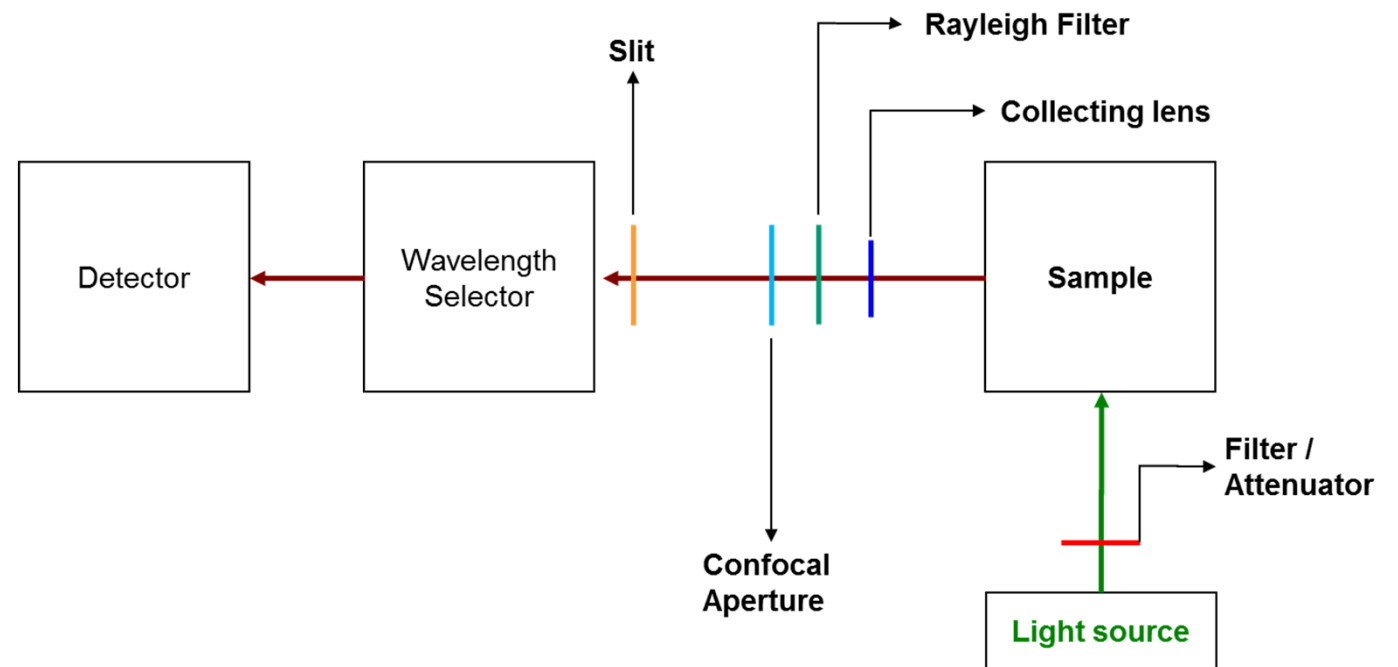 Rayleigh Filter
Slit
Collecting lens
Detector
Wavelength
Selector
Sample
Filter /
Attenuator
Confocal
Aperture
Light source